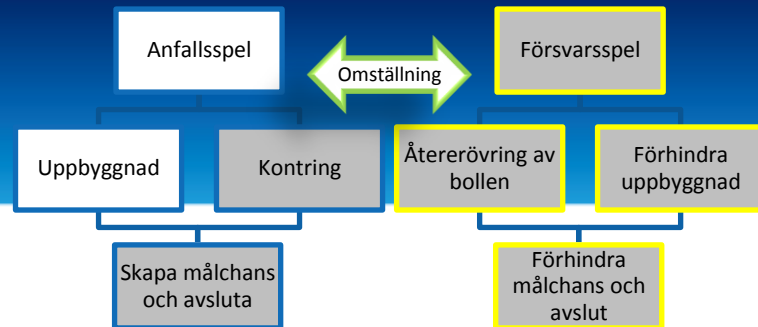 Anfallsspel
Omställning
Försvarsspel
Uppbyggnad
Kontring
Återerövring av
bollen
Förhindra
uppbyggnad
Skapa målchans
och avsluta
Förhindra
målchans och
avslut